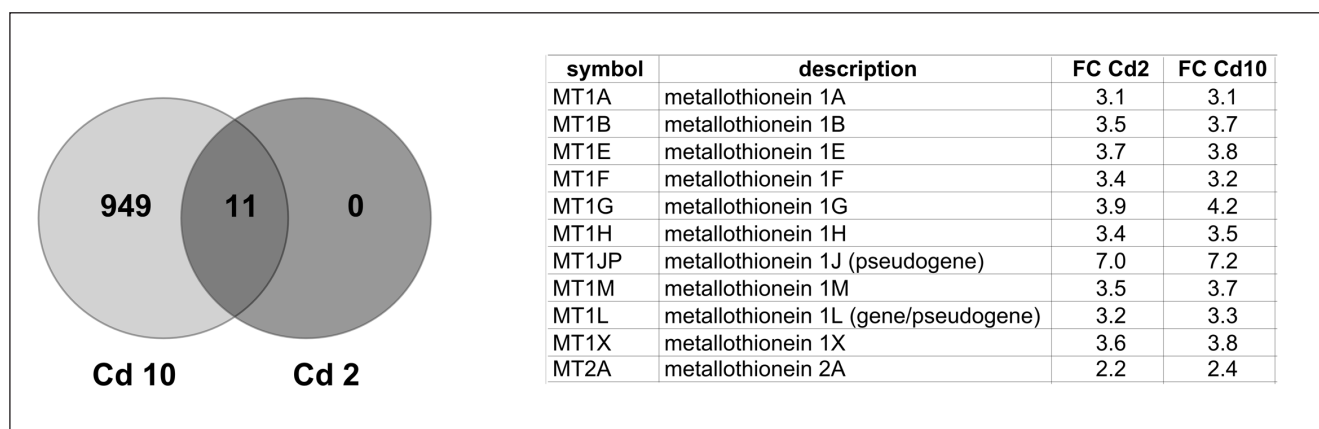 949 11 0
Cd 10 Cd 2
symbol description FC Cd2 FC Cd10
MT1A metallothionein 1A 3.1 3.1
MT1B metallothionein 1B 3.5 3.7
MT1E metallothionein 1E 3.7 3.8
MT1F metallothionein 1F 3.4 3.2
MT1G metallothionein 1G 3.9 4.2
MT1H metallothionein 1H 3.4 3.5
MT1JP metallothionein 1J (pseudogene) 7.0 7.2
MT1M metallothionein 1M 3.5 3.7
MT1L metallothionein 1L (gene/pseudogene) 3.2 3.3
MT1X metallothionein 1X 3.6 3.8
MT2A metallothionein 2A 2.2 2.4